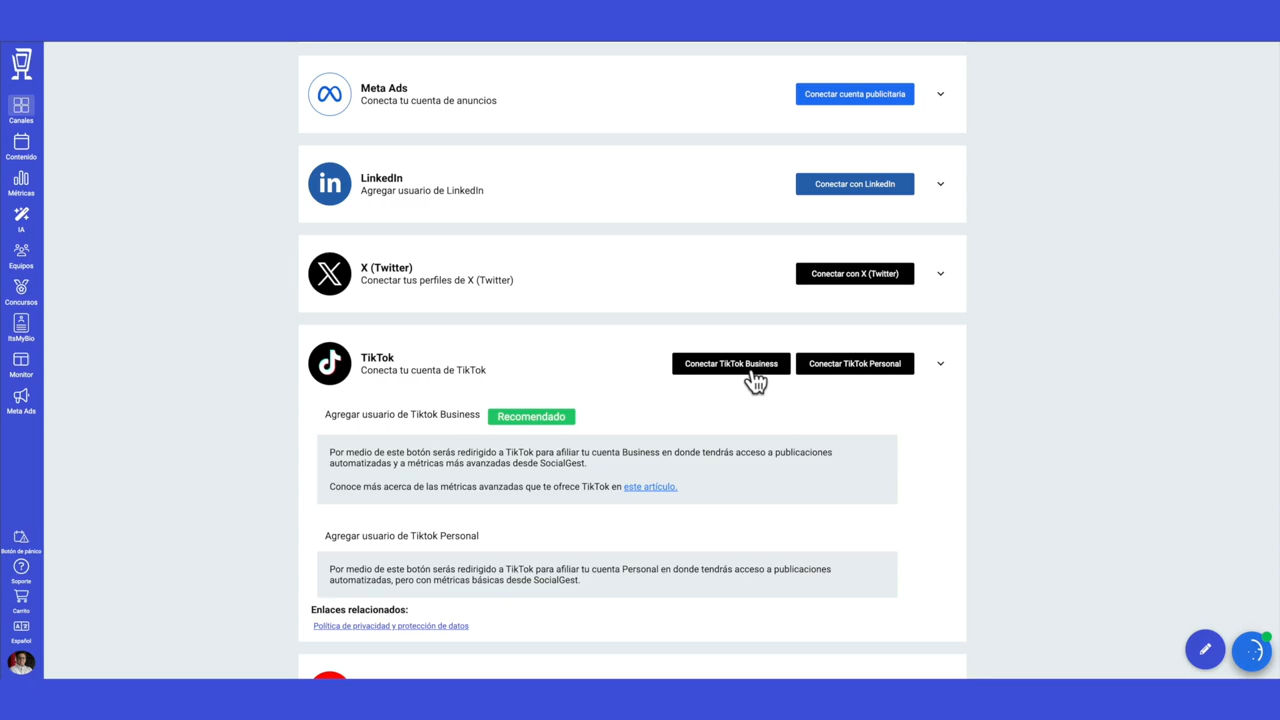 Canales
Contenido
Métricas
IA
Equipos
Concursos
ItsMyBio
Monitor
Meta Ads
Botón de pánico
Soporte
Carrito
Español
Meta Ads
Conecta tu cuenta de anuncios
Conectar cuenta publicitaria
in
LinkedIn
Agregar usuario de LinkedIn
Conectar con LinkedIn
X (Twitter)
Conectar tus perfiles de X (Twitter)
Conectar con X (Twitter)
TikTok
Conecta tu cuenta de TikTok
Conectar TikTok Business
Conectar TikTok Personal
Agregar usuario de Tiktok Business
Recomendado
Por medio de este botón serás redirigido a TikTok para afiliar tu cuenta Business en donde tendrás acceso a publicaciones
automatizadas y a métricas más avanzadas desde SocialGest.
Conoce más acerca de las métricas avanzadas que te ofrece TikTok en este artículo.
Agregar usuario de Tiktok Personal
Por medio de este botón serás redirigido a TikTok para afiliar tu cuenta Personal en donde tendrás acceso a publicaciones
automatizadas, pero con métricas básicas desde SocialGest.
Enlaces relacionados:
Política de privacidad y protección de datos